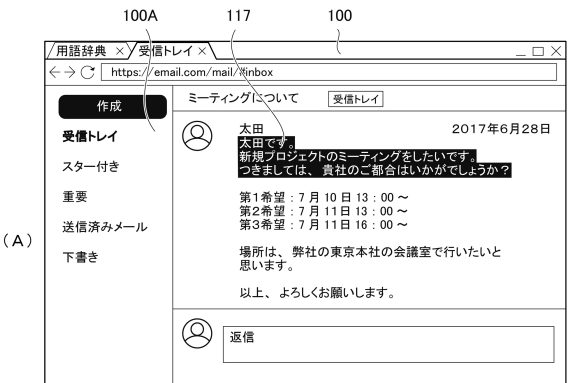 100A 117 100
用語辞典 × 受信トレイ ×
https://email.com/mail/#inbox
作成
受信トレイ
スター付き
重要
送信済みメール
下書き
(A)
ミーティングについて 受信トレイ
太田 2017年6月28日
太田です。
新規プロジェクトのミーティングをしたいです。
つきましては、貴社のご都合はいかがでしょうか?
第1希望:7月10日13:00~
第2希望:7月11日13:00~
第3希望:7月11日16:00~
場所は、弊社の東京本社の会議室で行いたいと
思います。
以上、よろしくお願いします。
返信